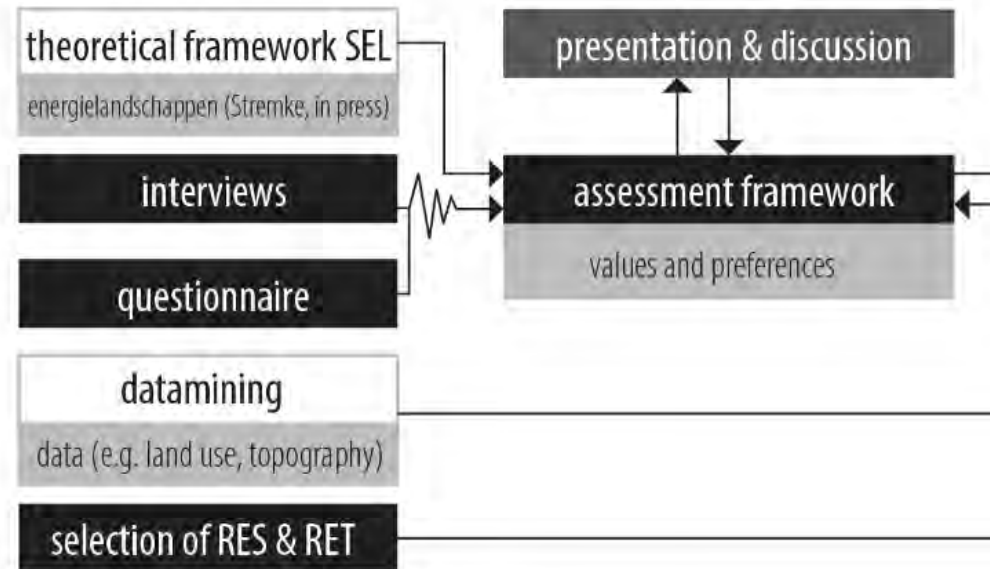 theoretical framework SEL
energielandschappen (Stremke, in press)
interviews
questionnaire
datamining
data (e.g. land use, topography)
selection of RES & RET
presentation & discussion
assessment framework
values and preferences